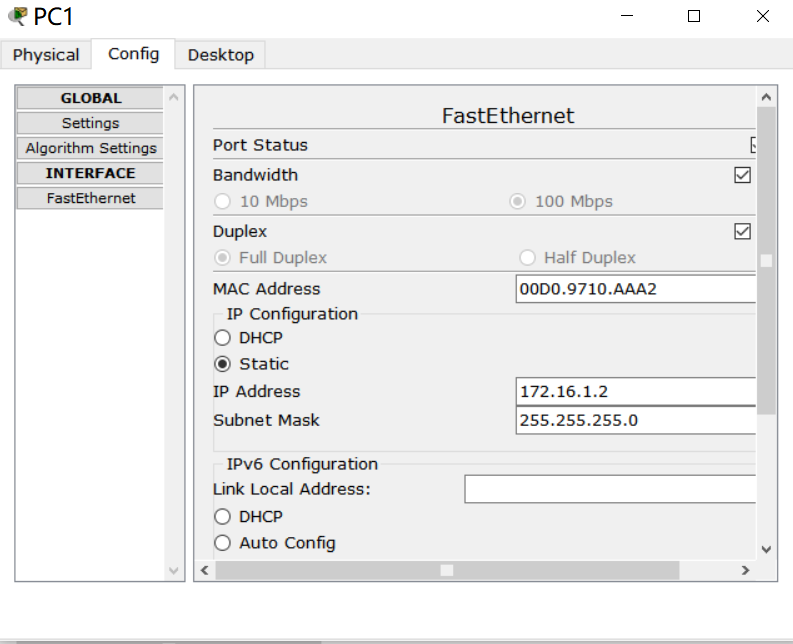 PC1
Physical Config Desktop
GLOBAL
Settings
Algorithm Settings
INTERFACE
FastEthernet
FastEthernet
Port Status
Bandwidth
10 Mbps 100 Mbps
Duplex
Full Duplex Half Duplex
MAC Address 00D0.9710.AAA2
IP Configuration
DHCP
Static
IP Address 172.16.1.2
Subnet Mask 255.255.255.0
IPv6 Configuration
Link Local Address:
DHCP
Auto Config